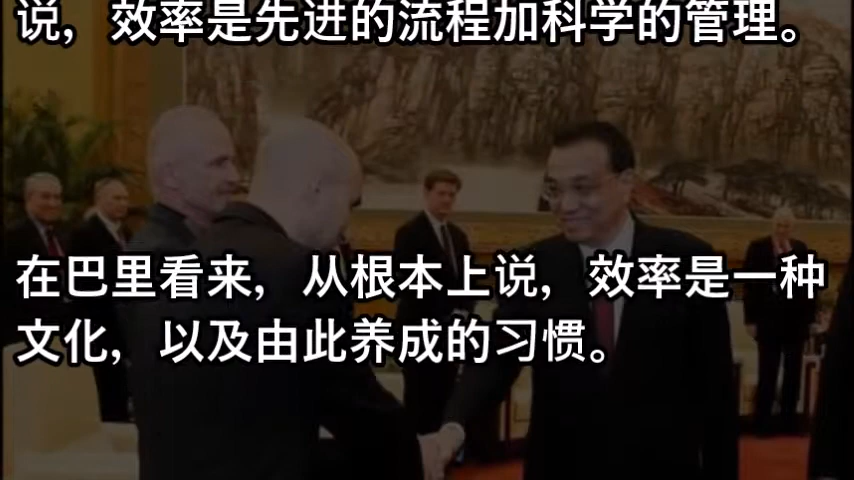 说，效率是先进的流程加科学的管理。
在巴里看来，从根本上说，效率是一种
文化，以及由此养成的习惯。